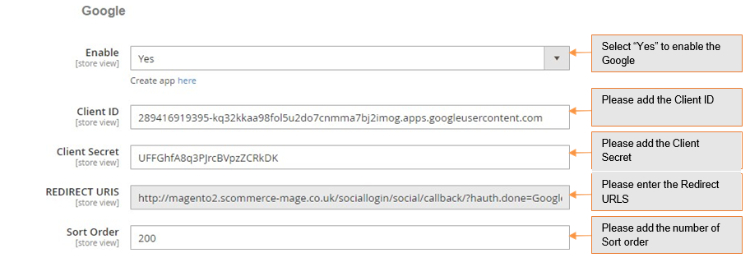 Google
Enable
[store view]
Yes
Select "Yes" to enable the
Google
Create app here
Client ID
[store view]
289416919395-kq32kkaa98fol5u2do7cnmma7bj2imog.apps.googleusercontent.com
Please add the Client ID
Client Secret
[store view]
UFFGhfA8q3PJrcBVpzZCRkDK
Please add the Client
Secret
REDIRECT URIS
[store view]
http://magento2.scommerce-mage.co.uk/sociallogin/social/callback/?hauth.done=Googl
Please enter the Redirect
URLS
Sort Order
[store view]
200
Please add the number of
Sort order